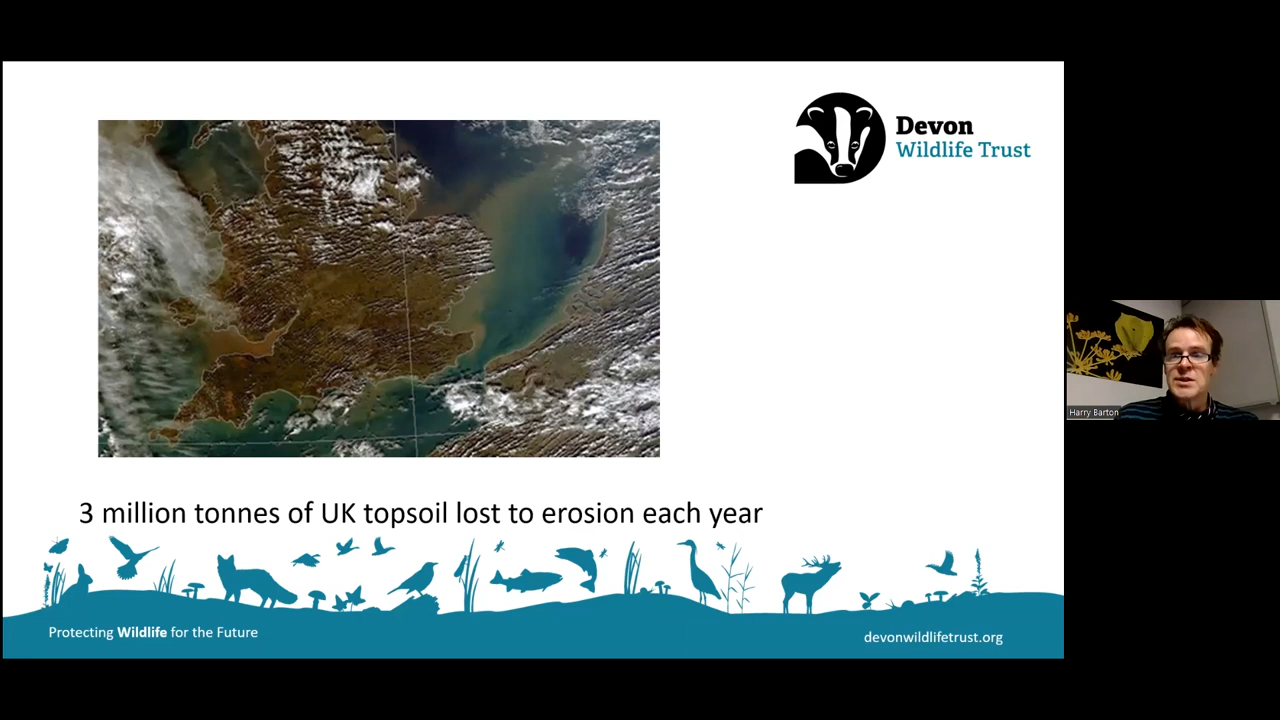 Devon
Wildlife Trust
Harry Barton
3 million tonnes of UK topsoil lost to erosion each year
Protecting Wildlife for the Future
devonwildlifetrust.org